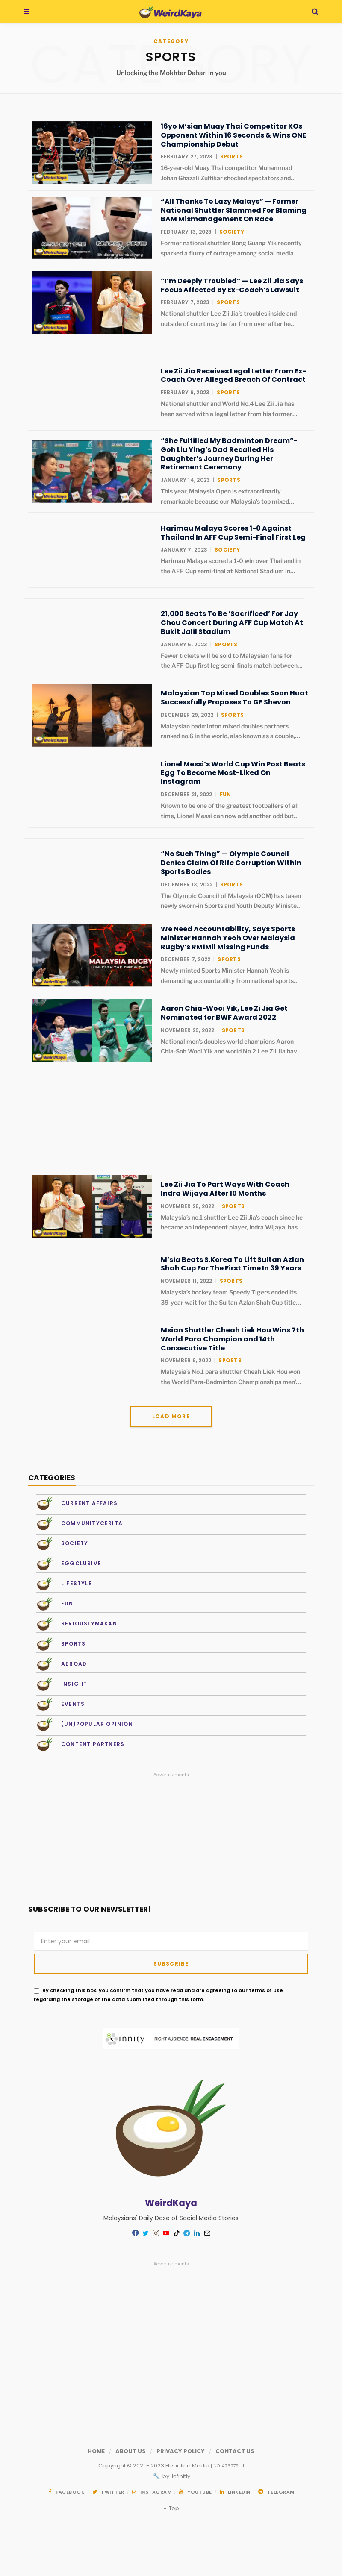 WeirdKaya
CATEGORY
SPORTS
Unlocking the Mokhtar Dahari in you
16yo M'sian Muay Thai Competitor KOs
Opponent Within 16 Seconds & Wins ONE
Championship Debut
FEBRUARY 27, 2023 | SPORTS
16-year-old Muay Thai competitor Muhammad
Johan Ghazali Zulfikar shocked spectators and...
“All Thanks To Lazy Malays” — Former
National Shuttler Slammed For Blaming
BAM Mismanagement On Race
FEBRUARY 13, 2023 | SOCIETY
Former national shuttler Bong Guang Yik recently
sparked a flurry of outrage among social media...
“I’m Deeply Troubled” — Lee Zii Jia Says
Focus Affected By Ex-Coach’s Lawsuit
FEBRUARY 7, 2023 | SPORTS
National shuttler Lee Zii Jia’s troubles inside and
outside of court may be far from over after he...
Lee Zii Jia Receives Legal Letter From Ex-
Coach Over Alleged Breach Of Contract
FEBRUARY 6, 2023 | SPORTS
National shuttler and World No.4 Lee Zii Jia has
been served with a legal letter from his former...
“She Fulfilled My Badminton Dream”-
Goh Liu Ying’s Dad Recalled His
Daughter’s Journey During Her
Retirement Ceremony
JANUARY 14, 2023 | SPORTS
This year, Malaysia Open is extraordinarily
remarkable because our Malaysia’s top mixed...
Harimau Malaya Scores 1-0 Against
Thailand In AFF Cup Semi-Final First Leg
JANUARY 7, 2023 | SOCIETY
Harimau Malaya scored a 1-0 win over Thailand in
the AFF Cup semi-final at National Stadium in...
21,000 Seats To Be ‘Sacrificed’ For Jay
Chou Concert During AFF Cup Match At
Bukit Jalil Stadium
JANUARY 5, 2023 | SPORTS
Fewer tickets will be sold to Malaysian fans for
the AFF Cup first leg semi-finals match between...
Malaysian Top Mixed Doubles Soon Huat
Successfully Proposes To GF Shevon
DECEMBER 29, 2022 | SPORTS
Malaysian badminton mixed doubles partners
ranked no.6 in the world, also known as a couple,...
Lionel Messi’s World Cup Win Post Beats
Egg To Become Most-Liked On
Instagram
DECEMBER 21, 2022 | FUN
Known to be one of the greatest footballers of all
time, Lionel Messi can now add another odd but...
“No Such Thing” — Olympic Council
Denies Claim Of Rife Corruption Within
Sports Bodies
DECEMBER 13, 2022 | SPORTS
The Olympic Council of Malaysia (OCM) has taken
newly sworn-in Sports and Youth Deputy Ministe...
We Need Accountability, Says Sports
Minister Hannah Yeoh Over Malaysia
Rugby’s RM1Mil Missing Funds
MALAYSIA RUGBY
DECEMBER 7, 2022 | SPORTS
Newly minted Sports Minister Hannah Yeoh is
demanding accountability from national sports...
Aaron Chia-Wooi Yik, Lee Zi Jia Get
Nominated for BWF Award 2022
NOVEMBER 29, 2022 | SPORTS
National men’s doubles world champions Aaron
Chia-Soh Wooi Yik and world No.2 Lee Zii Jia hav...
Lee Zii Jia To Part Ways With Coach
Indra Wijaya After 10 Months
NOVEMBER 28, 2022 | SPORTS
Malaysia’s no.1 shuttler Lee Zii Jia’s coach since he
became an independent player, Indra Wijaya, has...
M’sia Beats S.Korea To Lift Sultan Azlan
Shah Cup For The First Time In 39 Years
NOVEMBER 11, 2022 | SPORTS
Malaysia’s hockey team Speedy Tigers ended its
39-year wait for the Sultan Azlan Shah Cup title...
Msian Shuttler Cheah Liek Hou Wins 7th
World Para Champion and 14th
Consecutive Title
NOVEMBER 6, 2022 | SPORTS
Malaysia’s No.1 para shuttler Cheah Liek Hou won
the World Para-Badminton Championships men’...
LOAD MORE
CATEGORIES
CURRENT AFFAIRS
COMMUNITYCERITA
SOCIETY
EGGCLUSIVE
LIFESTYLE
FUN
SERIOUSLYMAKAN
SPORTS
ABROAD
INSIGHT
EVENTS
(UN)POPULAR OPINION
CONTENT PARTNERS
- Advertisements -
SUBSCRIBE TO OUR NEWSLETTER!
Enter your email
SUBSCRIBE
By checking this box, you confirm that you have read and are agreeing to our terms of use
regarding the storage of the data submitted through this form.
innity RIGHT AUDIENCE. REAL ENGAGEMENT.
WeirdKaya
Malaysians’ Daily Dose of Social Media Stories
- Advertisements -
HOME / ABOUT US / PRIVACY POLICY / CONTACT US
Copyright © 2021 - 2023 Headline Media
by Infinity
FACEBOOK TWITTER INSTAGRAM YOUTUBE LINKEDIN TELEGRAM
Top